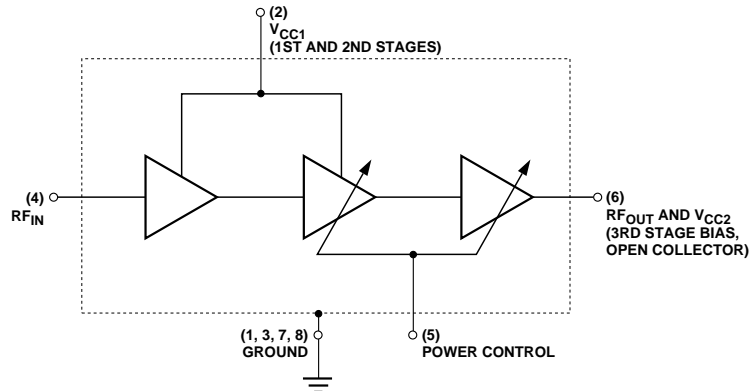 (2)
VCC1
(1ST AND 2ND STAGES)
(4)
RFIN
(6)
RFOUT AND VCC2
(3RD STAGE BIAS,
OPEN COLLECTOR)
(1, 3, 7, 8)
GROUND
(5)
POWER CONTROL